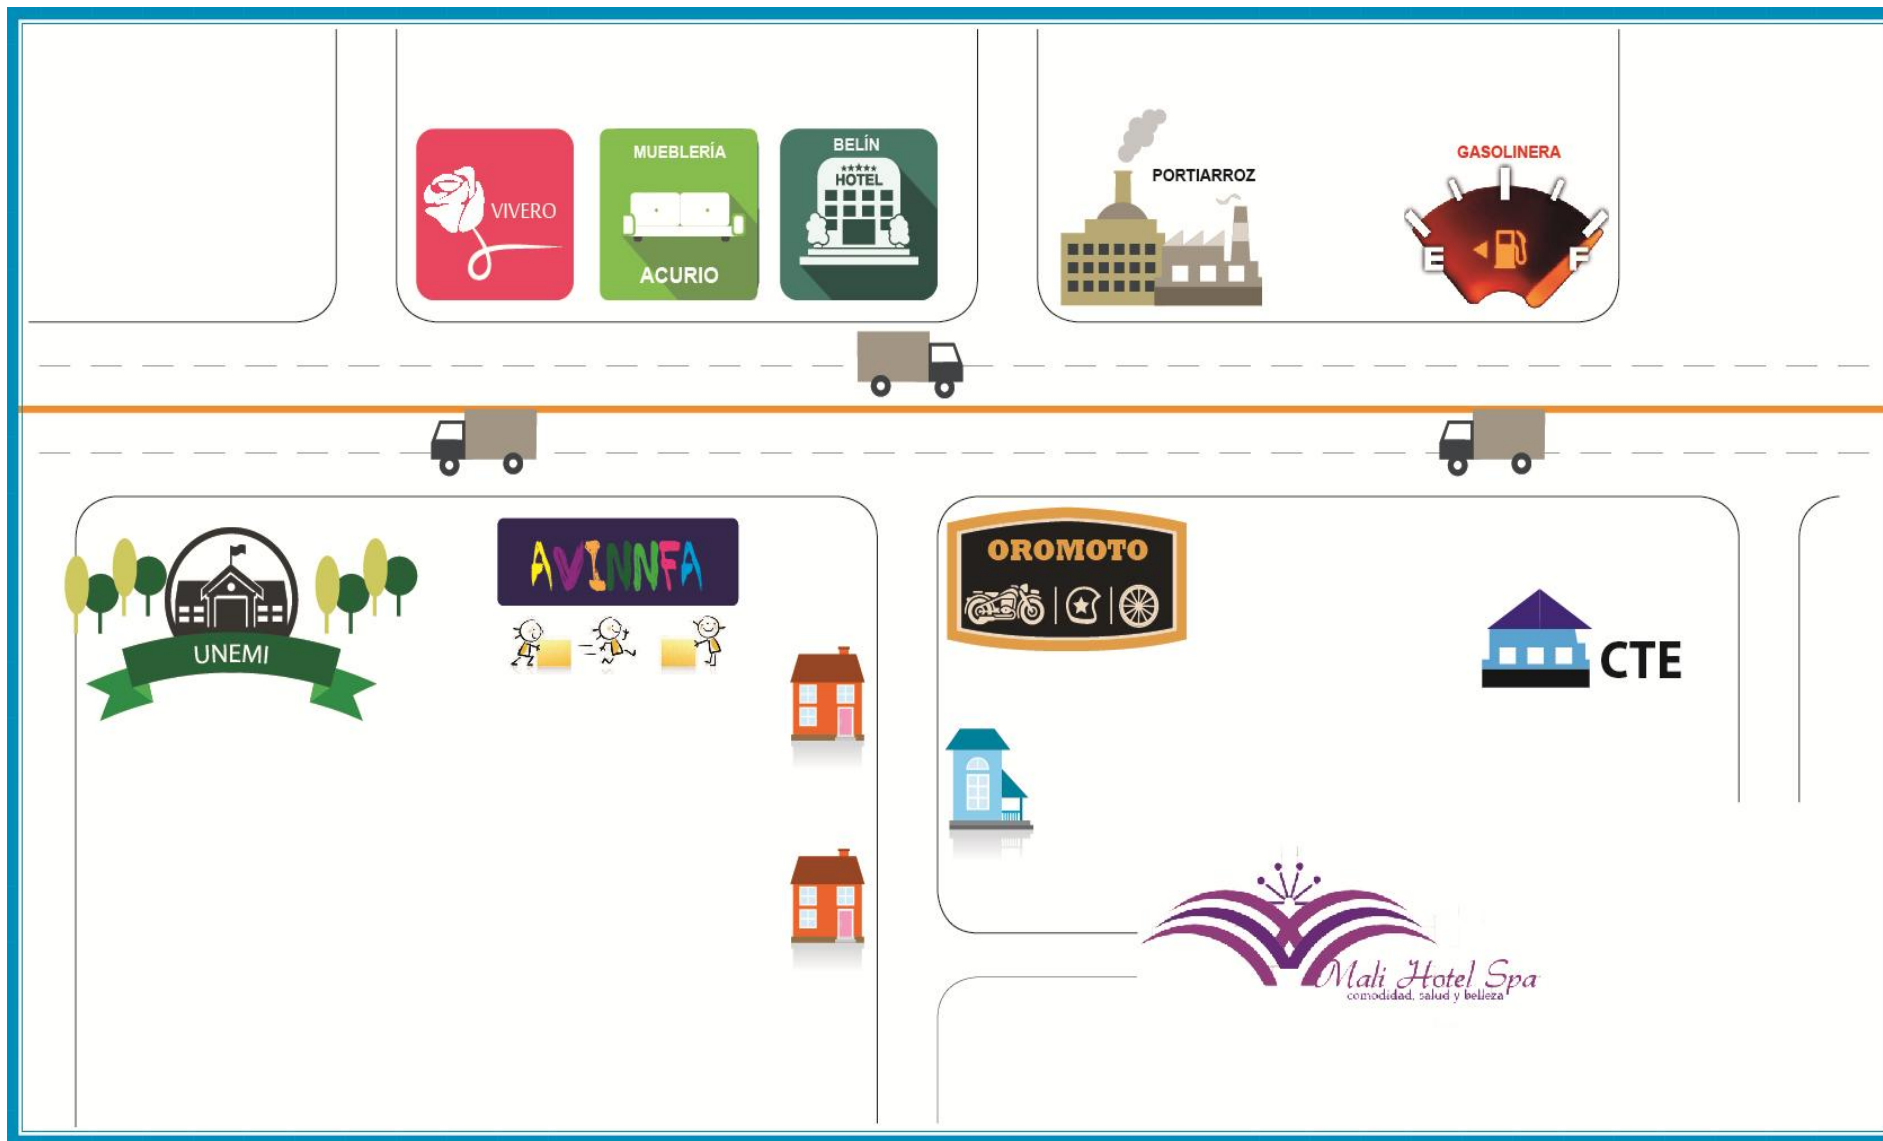 VIVERO
MUEBLERÍA
ACURIO
BELÍN
HOTEL
PORTIARROZ
GASOLINERA
E
F
UNEMI
AVINNFA
OROMOTO
CTE
Mali Hotel Spa
comodidad, salud y belleza